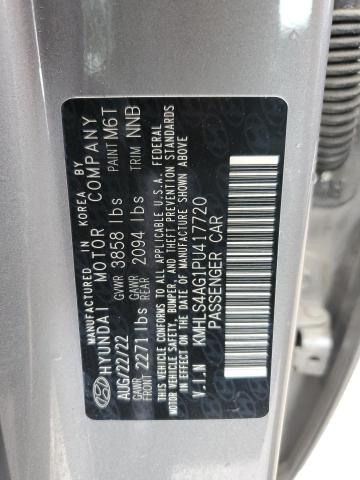 MANUFACTURED IN KOREA BY
HYUNDAI MOTOR COMPANY
AUG/22/22 GVWR 3858 lbs PAINT M6T
GAWR FRONT 2271lbs GAWR REAR 2094 lbs TRIM NNB
THIS VEHICLE CONFORMS TO ALL APPLICABLE U.S.A. FEDERAL
MOTOR VEHICLE SAFETY, BUMPER, AND THEFT PREVENTION STANDARDS
IN EFFECT ON THE DATE OF MANUFACTURE SHOWN ABOVE.
V.I.N KMHLS4AG1PU417720
PASSENGER CAR